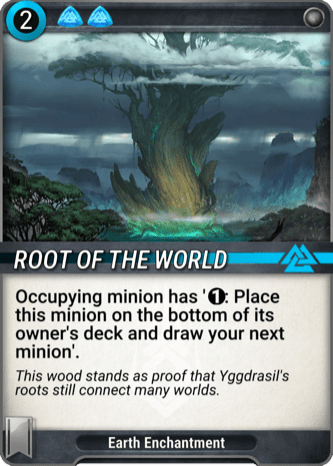 2
ROOT OF THE WORLD
Occupying minion has '❶: Place
this minion on the bottom of its
owner's deck and draw your next
minion'.
This wood stands as proof that Yggdrasil's
roots still connect many worlds.
Earth Enchantment